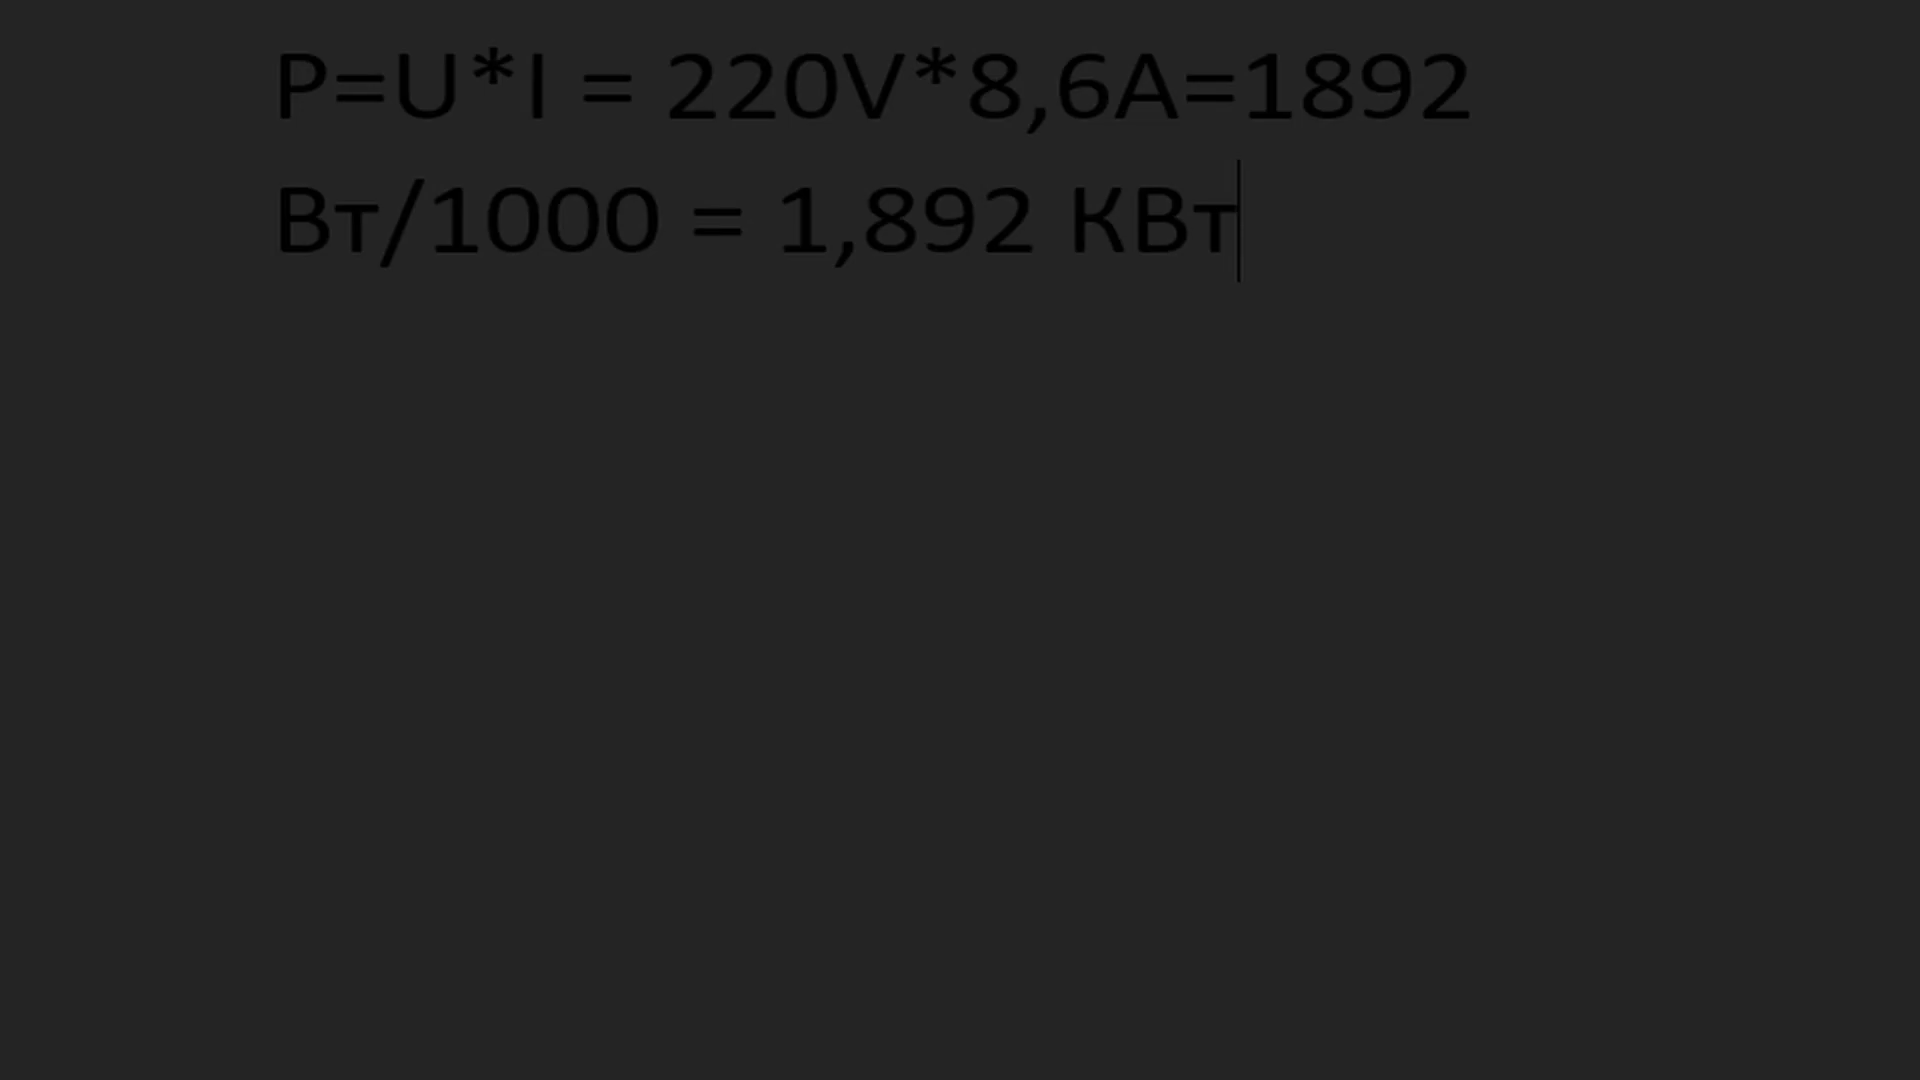 P=U*I = 220V*8,6A=1892
Вт/1000 = 1,892 КВт